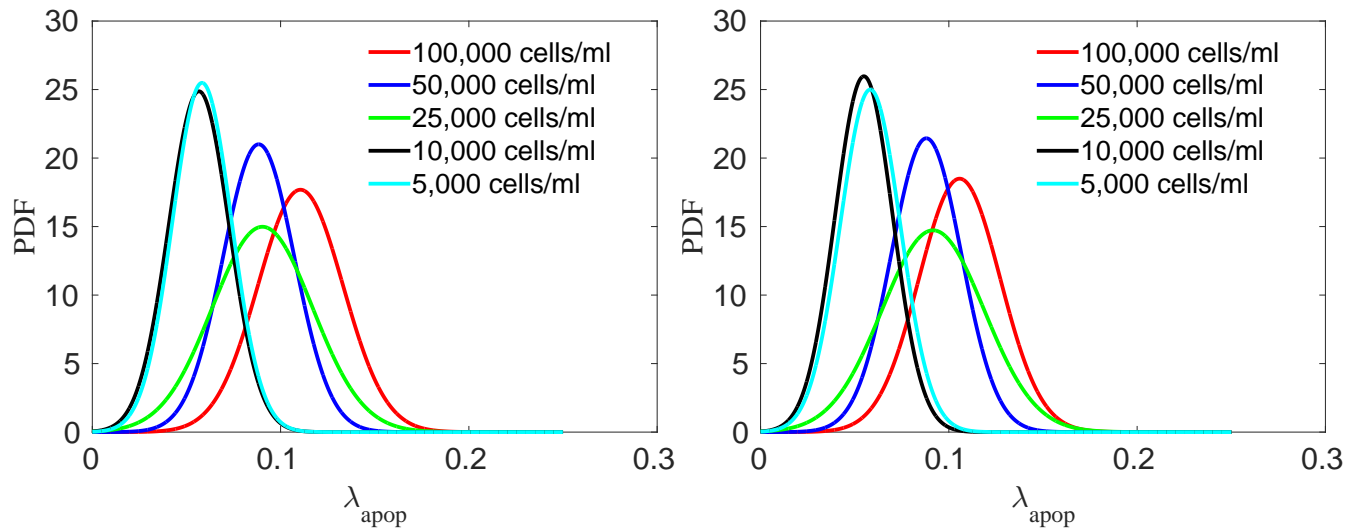 30
25
20
15
10
5
0
PDF
100,000 cells/ml
50,000 cells/ml
25,000 cells/ml
10,000 cells/ml
5,000 cells/ml
0 0.1 0.2 0.3
λapop
30
25
20
15
10
5
0
PDF
100,000 cells/ml
50,000 cells/ml
25,000 cells/ml
10,000 cells/ml
5,000 cells/ml
0 0.1 0.2 0.3
λapop